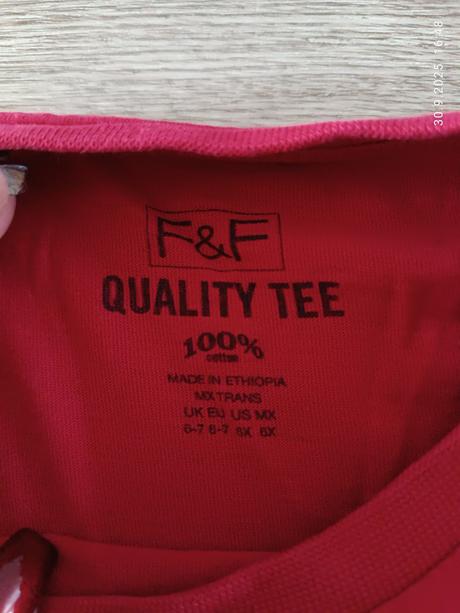 F&F
QUALITY TEE
100%
cotton
MADE IN ETHIOPIA
MX TRANS
UK EU US MX
6-7 6-7 6X 6X
30.9.2025 16:48